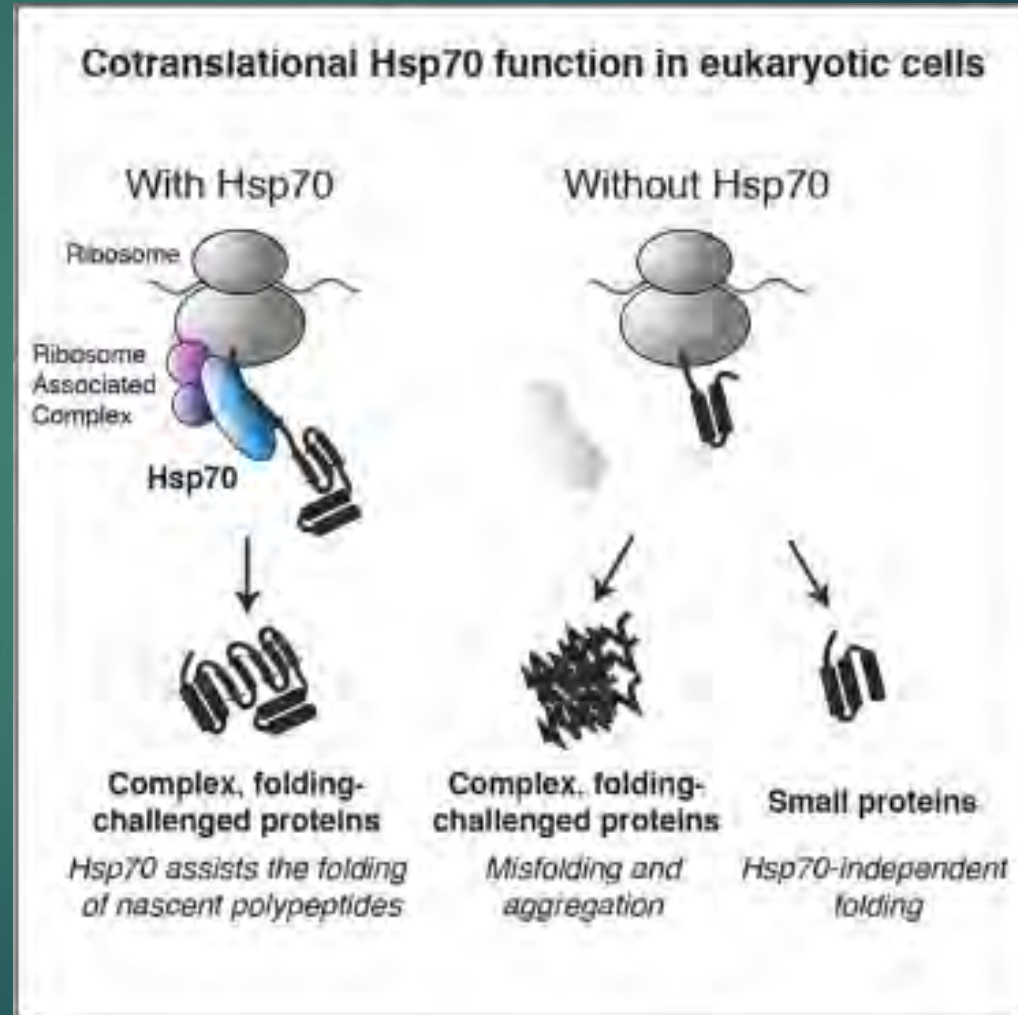 Cotranslational Hsp70 function in eukaryotic cells
With Hsp70
Without Hsp70
Ribosome
Ribosome
Associated
Complex
Hsp70
Complex, folding-
challenged proteins
Hsp70 assists the folding
of nascent polypeptides
Complex, folding-
challenged proteins
Misfolding and
aggregation
Small proteins
Hsp70-independent
folding